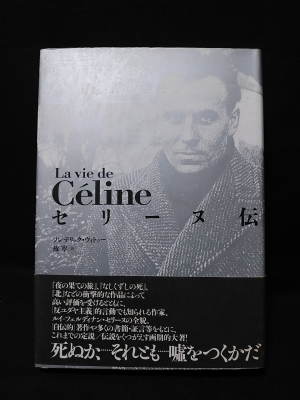 La vie de
Céline
セリーヌ伝
フレデリック・ヴィトゥー
『夜の果ての旅』『なしくずしの死』、
『北』などの衝撃的な作品によって
高い評価を受けるとともに、
「反ユダヤ主義」的言動でも知られる作家、
ルイ=フェルディナン・セリーヌの全貌。
「自伝的」著作や多くの書簡・証言等をもとに、
これまでの定説/伝説をくつがえす画期的大著!
死ぬか……それとも……嘘をつくかだ